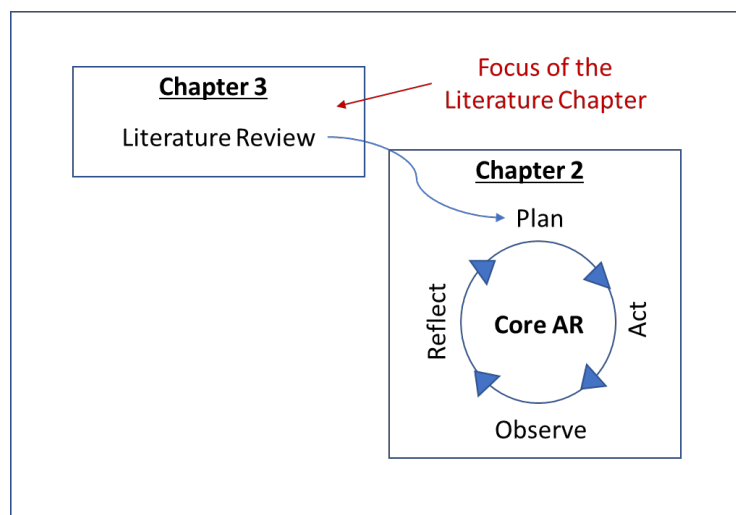 Chapter 3
Literature Review
Focus of the
Literature Chapter
Chapter 2
Plan
Act
Observe
Reflect
Core AR